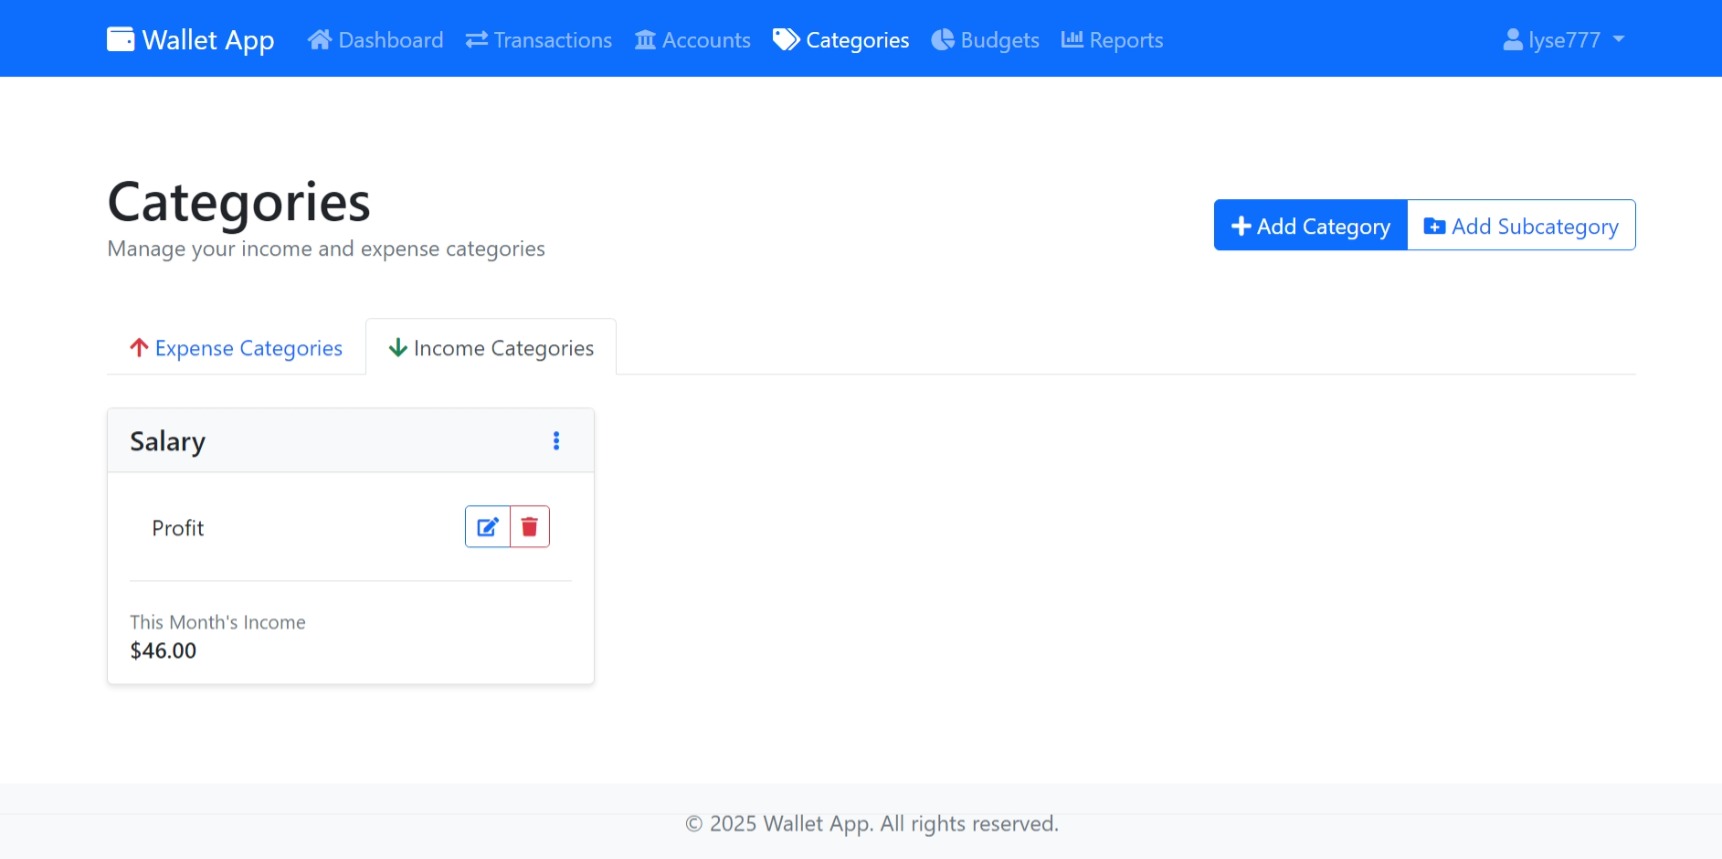 Wallet App Dashboard Transactions Accounts Categories Budgets Reports lyse777
Categories
Manage your income and expense categories
Add Category Add Subcategory
Expense Categories Income Categories
Salary
Profit
This Month's Income
$46.00
© 2025 Wallet App. All rights reserved.